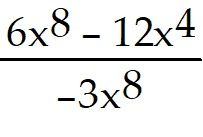 6x⁸ – 12x⁴
–3x⁸